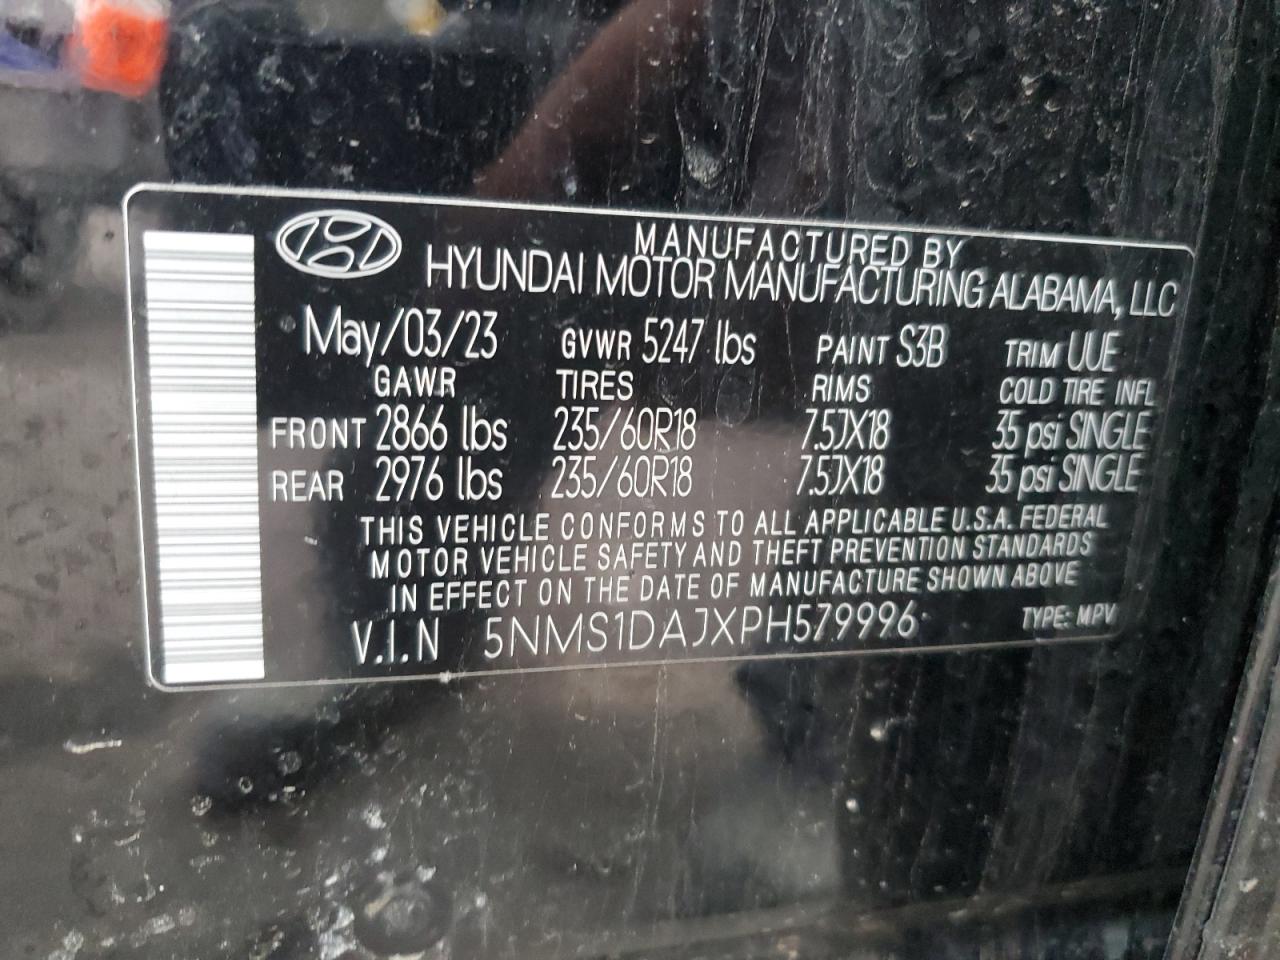 MANUFACTURED BY
HYUNDAI MOTOR MANUFACTURING ALABAMA, LLC
May/03/23 GVWR 5247 lbs PAINT S3B TRIM UUE
GAWR TIRES RIMS COLD TIRE INFL
FRONT 2866 lbs 235/60R18 7.5JX18 35 psi SINGLE
REAR 2976 lbs 235/60R18 7.5JX18 35 psi SINGLE
THIS VEHICLE CONFORMS TO ALL APPLICABLE U.S.A. FEDERAL
MOTOR VEHICLE SAFETY AND THEFT PREVENTION STANDARDS
IN EFFECT ON THE DATE OF MANUFACTURE SHOWN ABOVE
V.I.N 5NMS1DAJXPH579996 TYPE: MPV